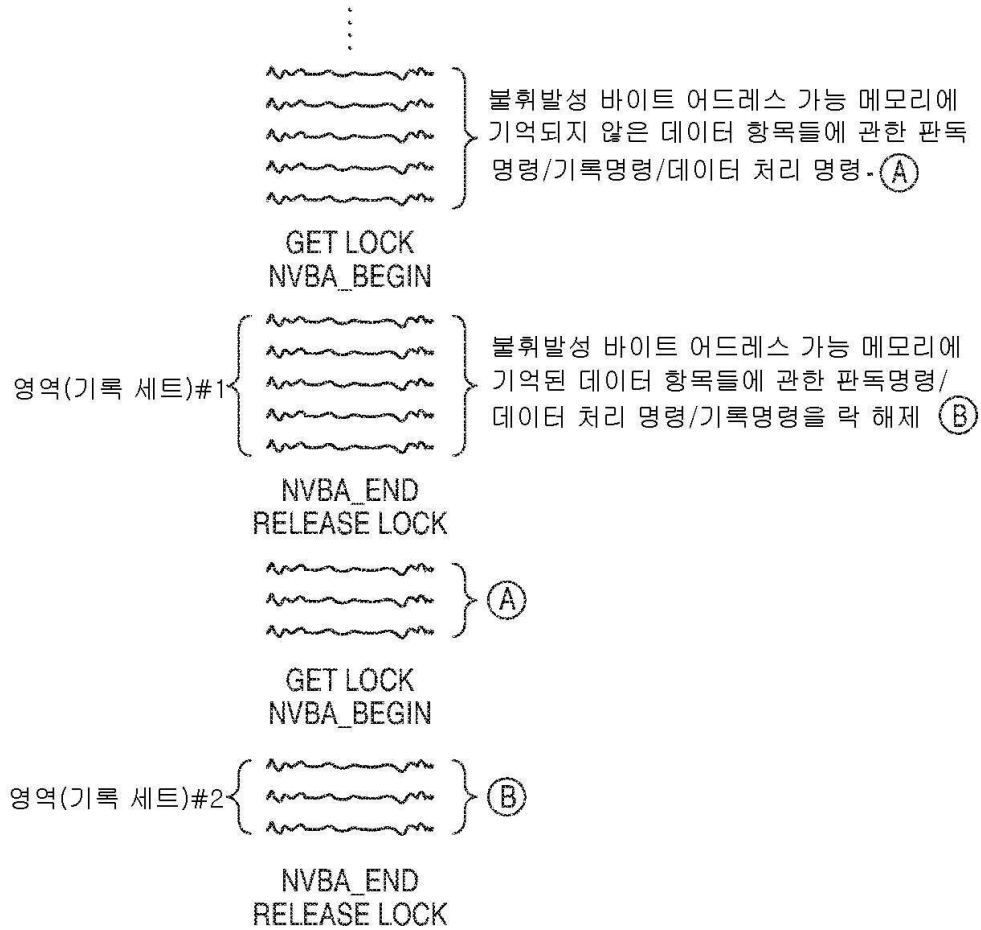 불휘발성 바이트 어드레스 가능 메모리에
기억되지 않은 데이터 항목들에 관한 판독
명령/기록명령/데이터 처리 명령- Ⓐ
GET LOCK
NVBA_BEGIN
영역(기록 세트)#1
불휘발성 바이트 어드레스 가능 메모리에
기억된 데이터 항목들에 관한 판독명령/
데이터 처리 명령/기록명령을 락 해제 Ⓑ
NVBA_END
RELEASE LOCK
Ⓐ
GET LOCK
NVBA_BEGIN
영역(기록 세트)#2
Ⓑ
NVBA_END
RELEASE LOCK